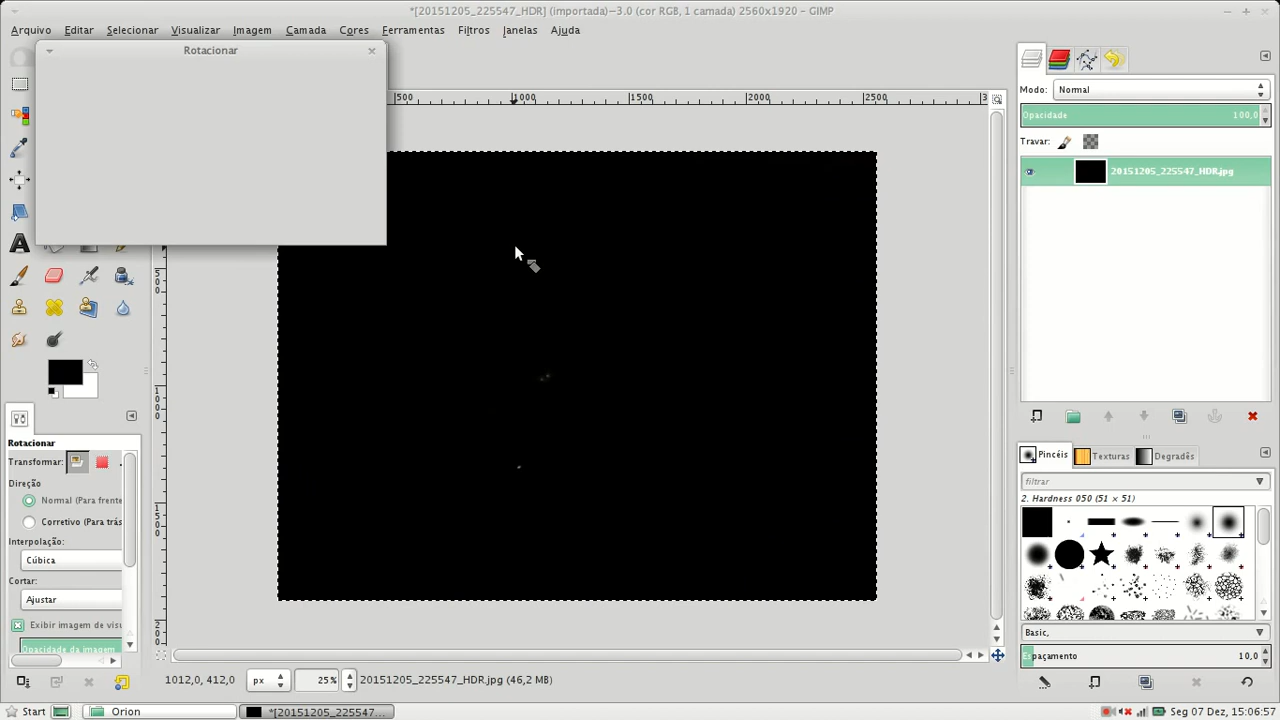 *[20151205_225547_HDR] (importada)-3.0 (cor RGB, 1 camada) 2560x1920 – GIMP
Arquivo Editar Selecionar Visualizar Imagem Camada Cores Ferramentas Filtros Janelas Ajuda
Rotacionar
500 1000 1500 2000 2500
Modo: Normal
Opacidade 100,0
Travar:
20151205_225547_HDR.jpg
500
1000
1500
Rotacionar
Transformar:
Direção
Normal (Para frente
Corretivo (Para trás
Interpolação:
Cúbica
Cortar:
Ajustar
Exibir imagem de visu
Opacidade da imagem
1012,0, 412,0 px 25% 20151205_225547_HDR.jpg (46,2 MB)
Pincéis Texturas Degradês
filtrar
2. Hardness 050 (51 × 51)
Basic,
Espaçamento 10,0
Start Orion *[20151205_225547... Seg 07 Dez, 15:06:57